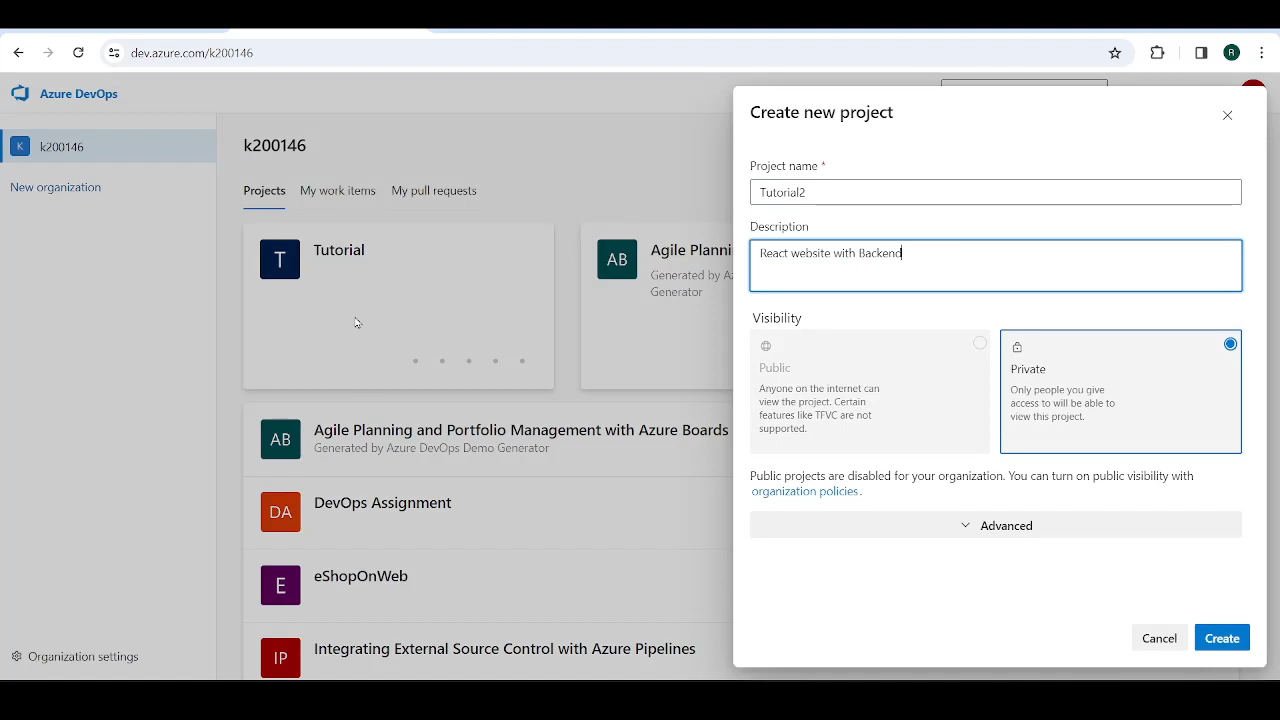 dev.azure.com/k200146
R
Azure DevOps
K k200146
New organization
k200146
Projects My work items My pull requests
T Tutorial
AB Agile Planni
Generated by Az
Generator
AB Agile Planning and Portfolio Management with Azure Boards
Generated by Azure DevOps Demo Generator
DA DevOps Assignment
E eShopOnWeb
IP Integrating External Source Control with Azure Pipelines
Organization settings
Create new project
Project name *
Tutorial2
Description
React website with Backend
Visibility
Public
Anyone on the internet can
view the project. Certain
features like TFVC are not
supported.
Private
Only people you give
access to will be able to
view this project.
Public projects are disabled for your organization. You can turn on public visibility with
organization policies.
Advanced
Cancel Create